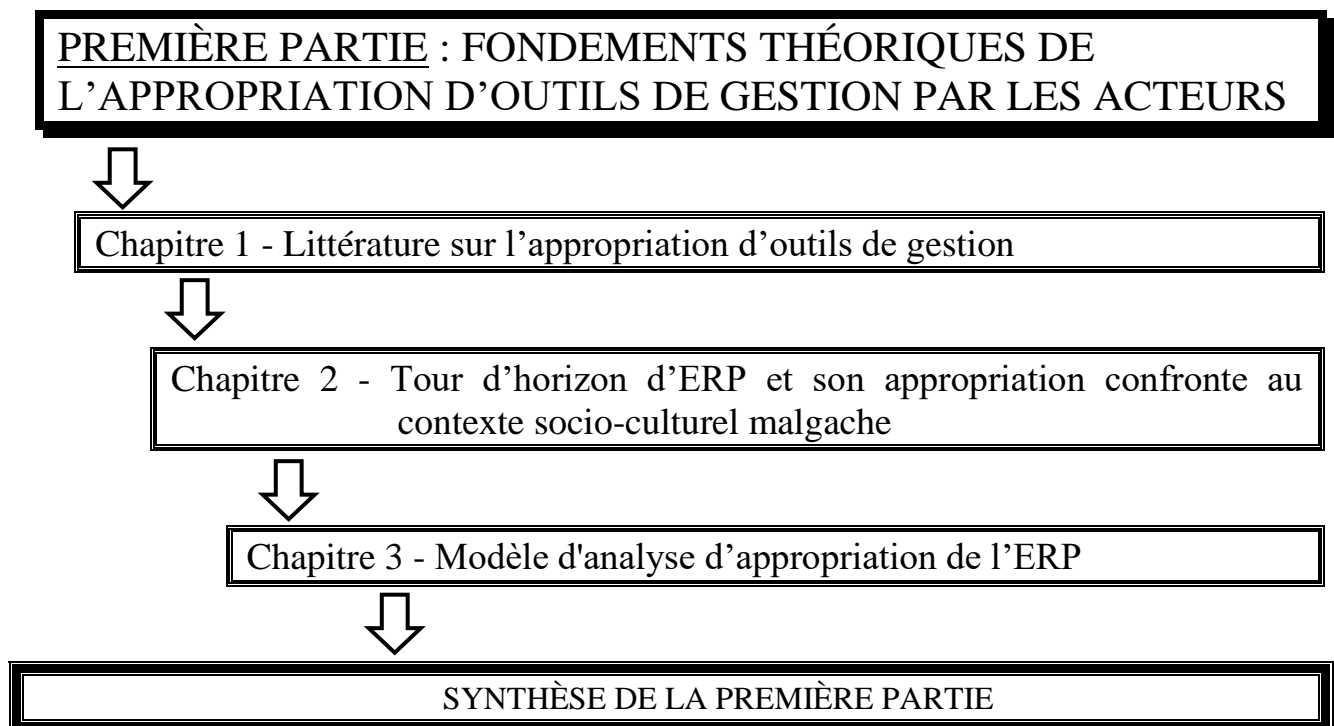 PREMIÈRE PARTIE : FONDEMENTS THÉORIQUES DE
L’APPROPRIATION D’OUTILS DE GESTION PAR LES ACTEURS
Chapitre 1 - Littérature sur l’appropriation d’outils de gestion
Chapitre 2 - Tour d’horizon d’ERP et son appropriation confronte au
contexte socio-culturel malgache
Chapitre 3 - Modèle d'analyse d’appropriation de l’ERP
SYNTHÈSE DE LA PREMIÈRE PARTIE